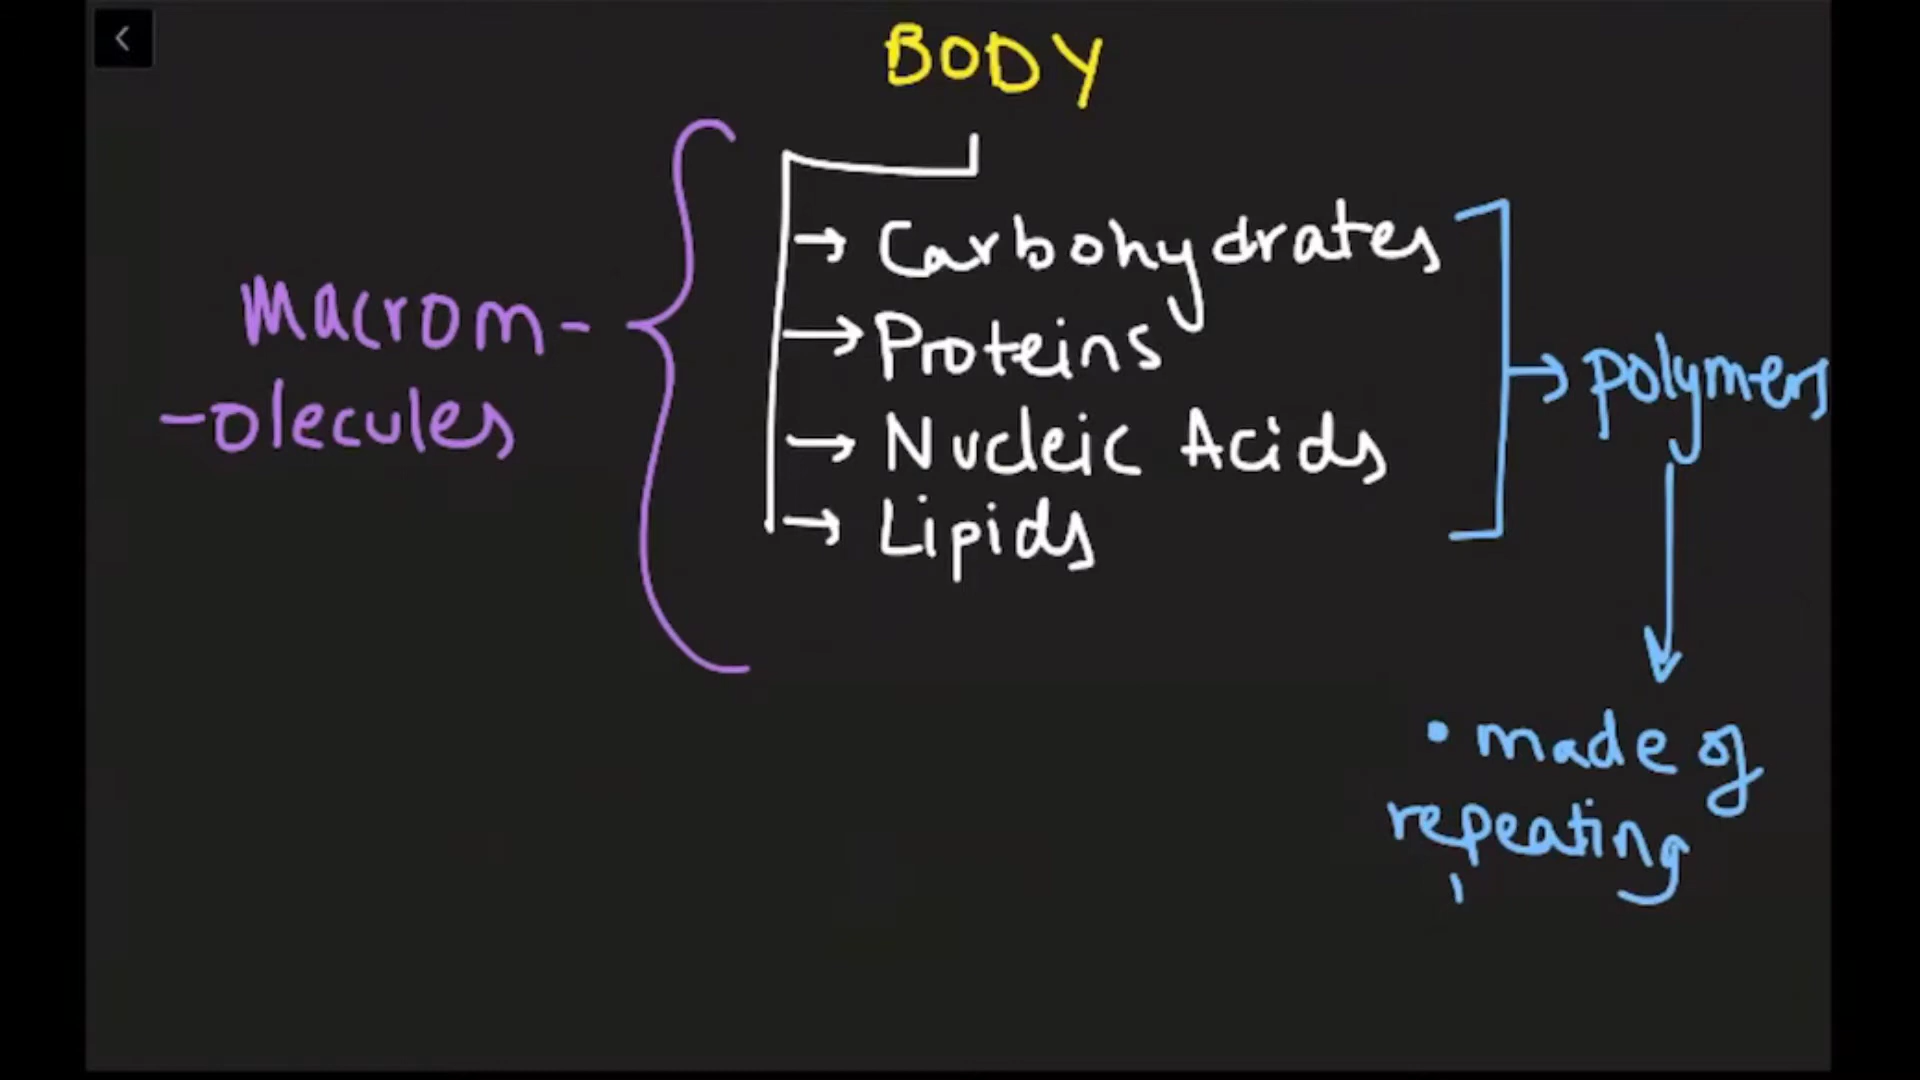 BODY
Carbohydrates
Proteins
Nucleic Acids
Lipids
Macrom-
-olecules
polymers
• made of
repeating